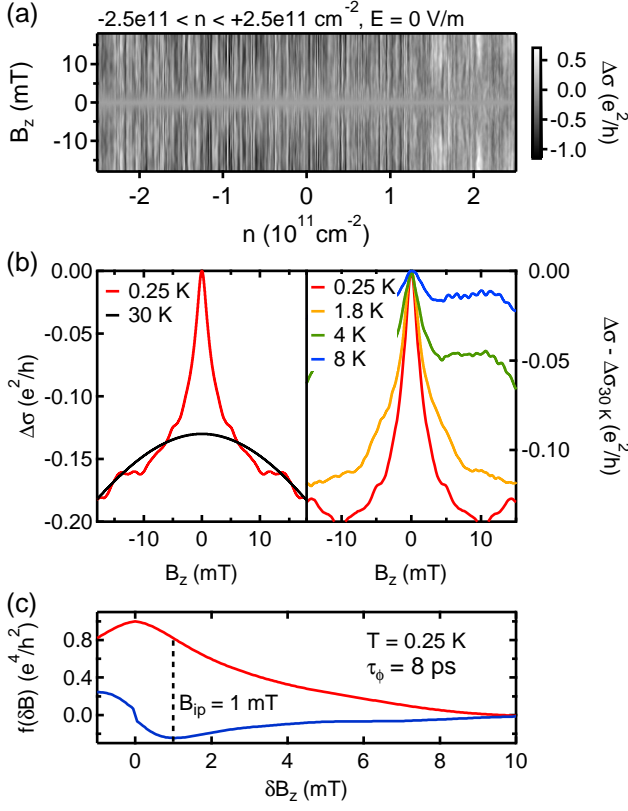 (a)
-2.5e11 < n < +2.5e11 cm⁻², E = 0 V/m
B_z (mT)
10
0
-10
-2
-1
0
1
2
n (10¹¹cm⁻²)
0.5
0.0
-0.5
-1.0
Δσ (e²/h)
(b)
0.00
-0.05
-0.10
-0.15
-0.20
Δσ (e²/h)
0.25 K
30 K
-10
0
10
B_z (mT)
0.25 K
1.8 K
4 K
8 K
-10
0
10
B_z (mT)
0.00
-0.05
-0.10
Δσ - Δσ_30 K (e²/h)
(c)
f(δB) (e⁴/h²)
0.8
0.4
0.0
T = 0.25 K
τ_ϕ = 8 ps
B_ip = 1 mT
0
2
4
6
8
10
δB_z (mT)